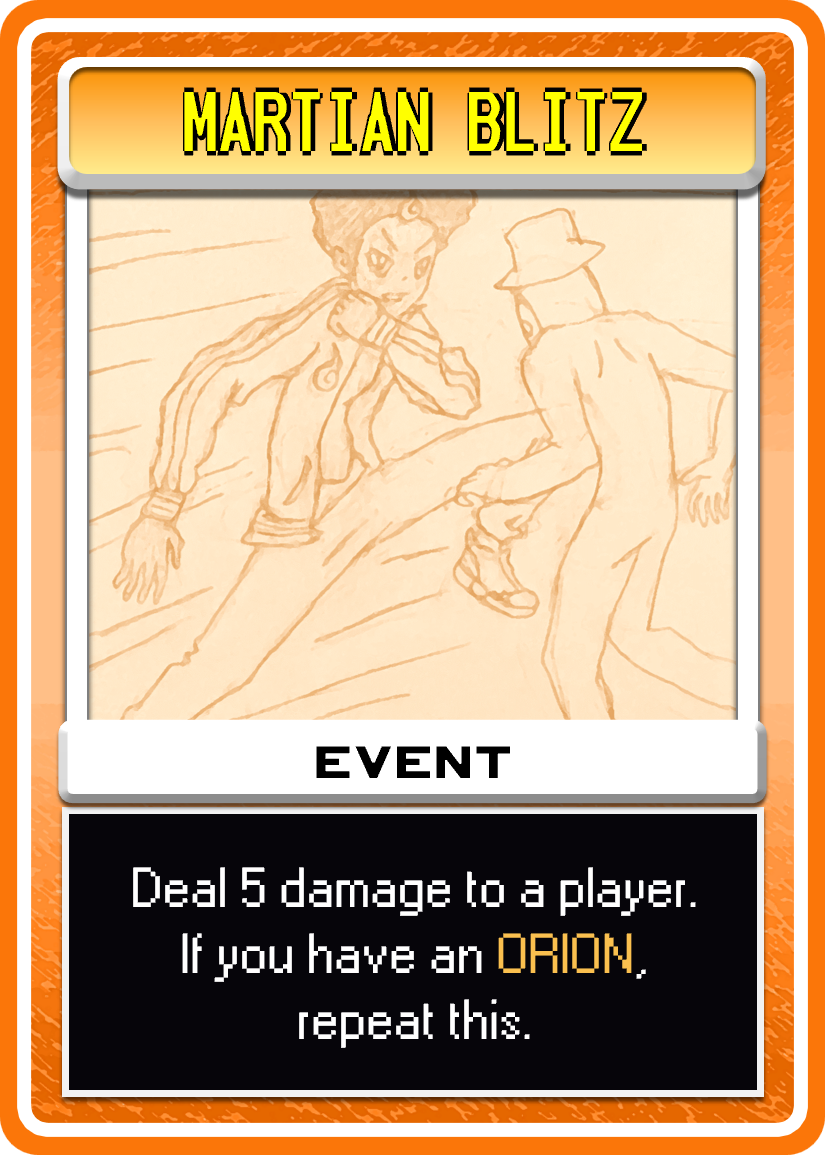 MARTIAN BLITZ
EVENT
Deal 5 damage to a player.
If you have an ORION,
repeat this.